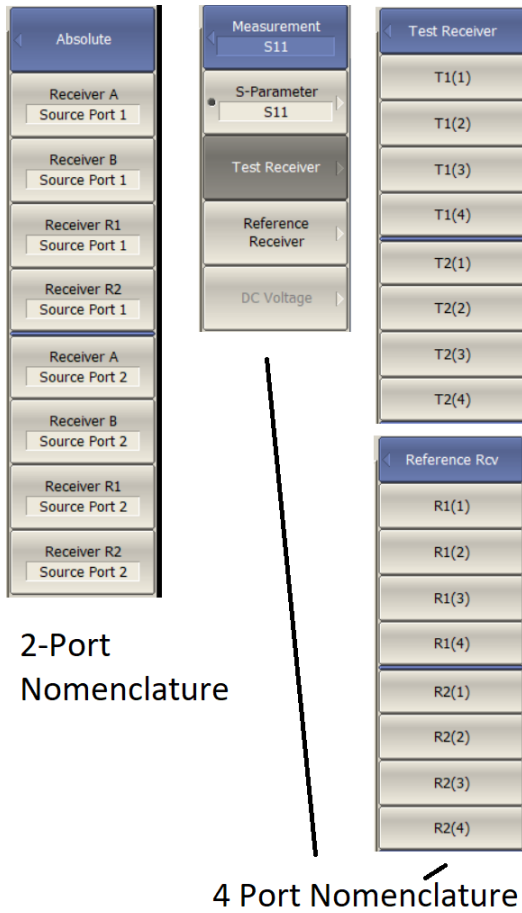 Absolute
Receiver A
Source Port 1
Receiver B
Source Port 1
Receiver R1
Source Port 1
Receiver R2
Source Port 1
Receiver A
Source Port 2
Receiver B
Source Port 2
Receiver R1
Source Port 2
Receiver R2
Source Port 2
2-Port
Nomenclature
Measurement
S11
S-Parameter
S11
Test Receiver
Reference
Receiver
DC Voltage
Test Receiver
T1(1)
T1(2)
T1(3)
T1(4)
T2(1)
T2(2)
T2(3)
T2(4)
Reference Rcv
R1(1)
R1(2)
R1(3)
R1(4)
R2(1)
R2(2)
R2(3)
R2(4)
4 Port Nomenclature